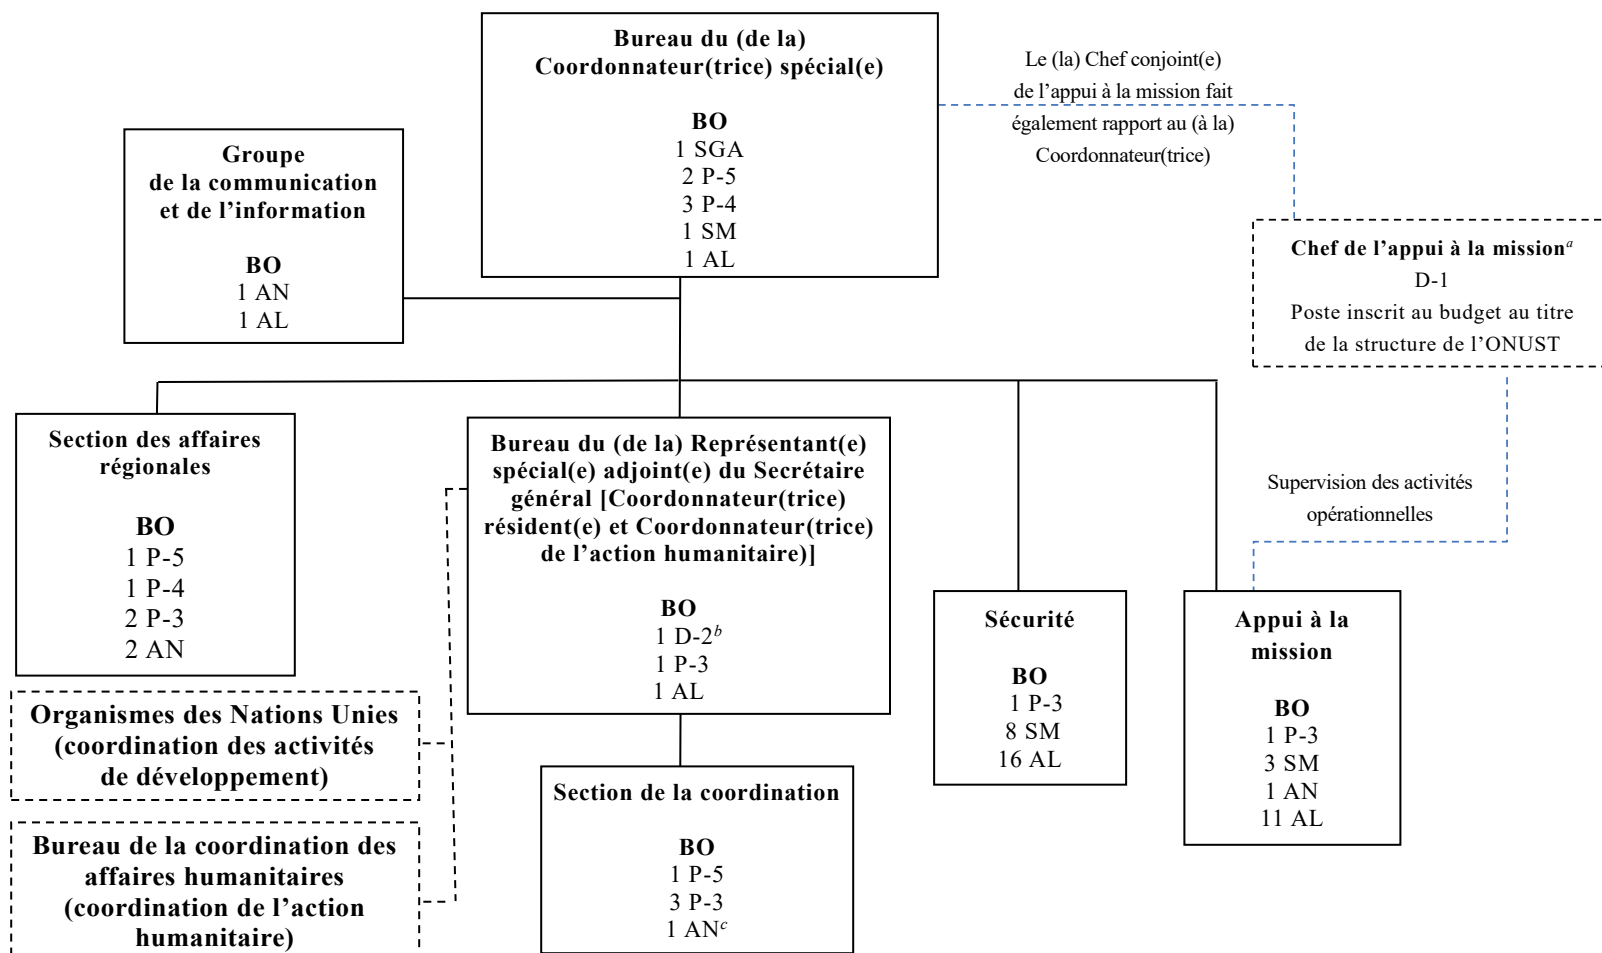 Bureau du (de la)
Coordonnateur(trice) spécial(e)
BO
1 SGA
2 P-5
3 P-4
1 SM
1 AL
Le (la) Chef conjoint(e)
de l’appui à la mission fait
également rapport au (à la)
Coordonnateur(trice)
Groupe
de la communication
et de l’information
BO
1 AN
1 AL
Chef de l’appui à la missionᵃ
D-1
Poste inscrit au budget au titre
de la structure de l’ONUST
Section des affaires
régionales
BO
1 P-5
1 P-4
2 P-3
2 AN
Bureau du (de la) Représentant(e)
spécial(e) adjoint(e) du Secrétaire
général [Coordonnateur(trice)
résident(e) et Coordonnateur(trice)
de l’action humanitaire)]
BO
1 D-2ᵇ
1 P-3
1 AL
Supervision des activités
opérationnelles
Sécurité
BO
1 P-3
8 SM
16 AL
Appui à la
mission
BO
1 P-3
3 SM
1 AN
11 AL
Organismes des Nations Unies
(coordination des activités
de développement)
Section de la coordination
BO
1 P-5
3 P-3
1 ANᶜ
Bureau de la coordination des
affaires humanitaires
(coordination de l’action
humanitaire)